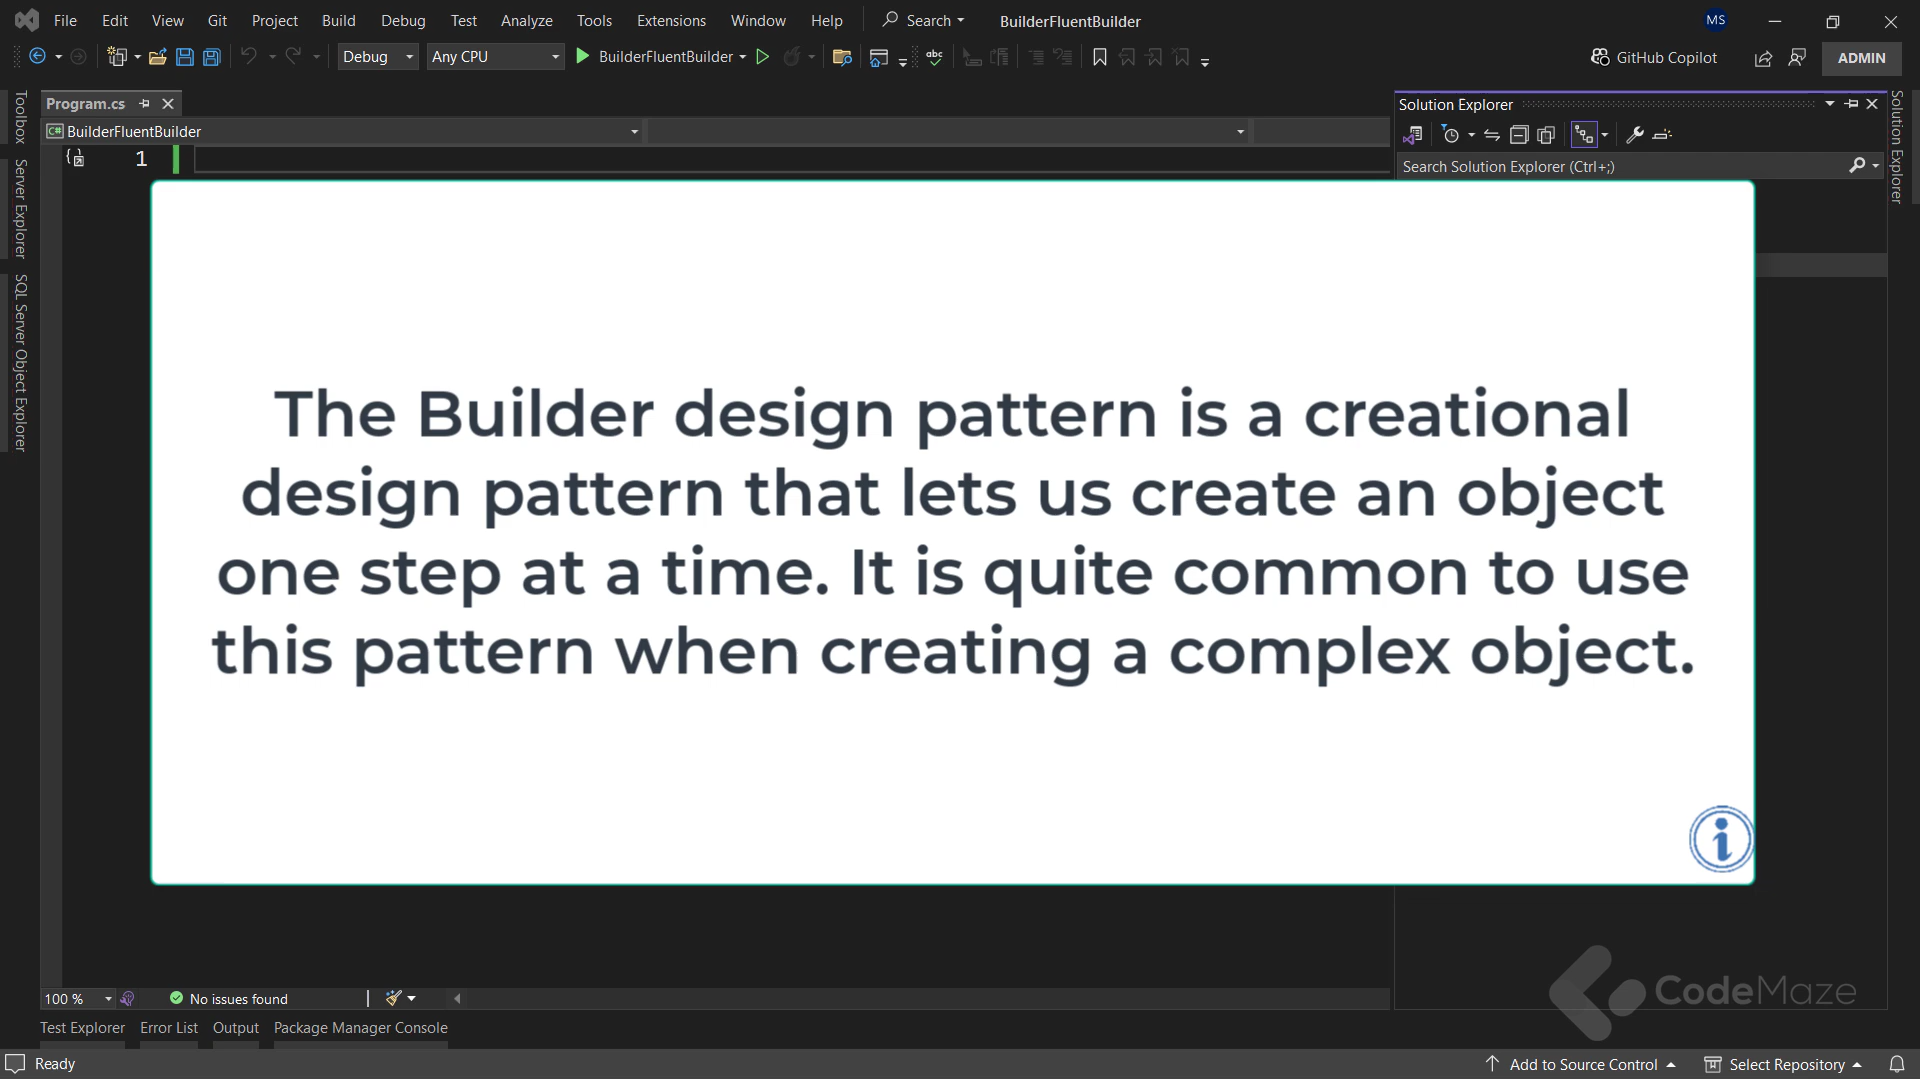 File Edit View Git Project Build Debug Test Analyze Tools Extensions Window Help Search BuilderFluentBuilder MS
Debug Any CPU BuilderFluentBuilder abc GitHub Copilot ADMIN
Program.cs
Solution Explorer
C# BuilderFluentBuilder
1
Search Solution Explorer (Ctrl+;)
Toolbox
Server Explorer
SQL Server Object Explorer
Solution Explorer
The Builder design pattern is a creational
design pattern that lets us create an object
one step at a time. It is quite common to use
this pattern when creating a complex object.
CodeMaze
100 % No issues found
Test Explorer Error List Output Package Manager Console
Ready Add to Source Control Select Repository